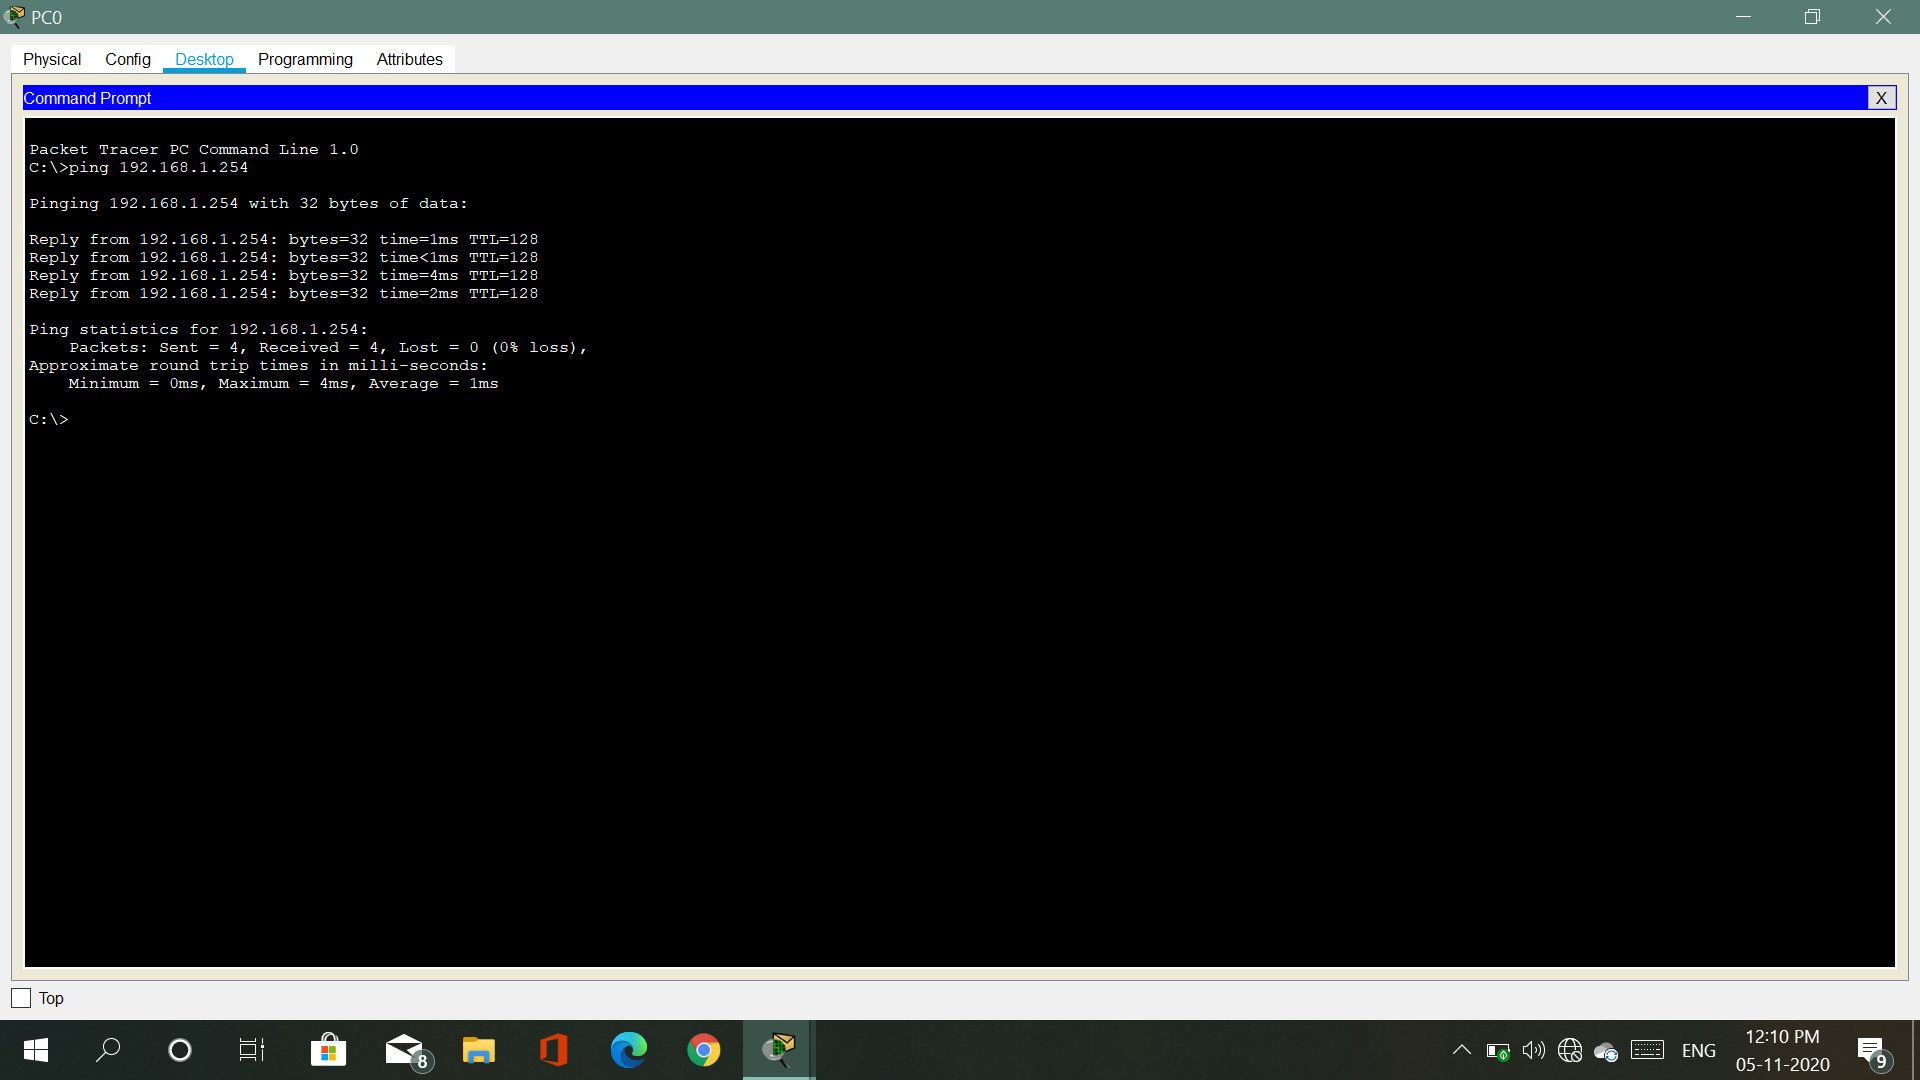 PC0
Physical Config Desktop Programming Attributes
Command Prompt X
Packet Tracer PC Command Line 1.0
C:\>ping 192.168.1.254
Pinging 192.168.1.254 with 32 bytes of data:
Reply from 192.168.1.254: bytes=32 time=1ms TTL=128
Reply from 192.168.1.254: bytes=32 time<1ms TTL=128
Reply from 192.168.1.254: bytes=32 time=4ms TTL=128
Reply from 192.168.1.254: bytes=32 time=2ms TTL=128
Ping statistics for 192.168.1.254:
Packets: Sent = 4, Received = 4, Lost = 0 (0% loss),
Approximate round trip times in milli-seconds:
Minimum = 0ms, Maximum = 4ms, Average = 1ms
C:\>
Top
8
ENG
12:10 PM
05-11-2020
9